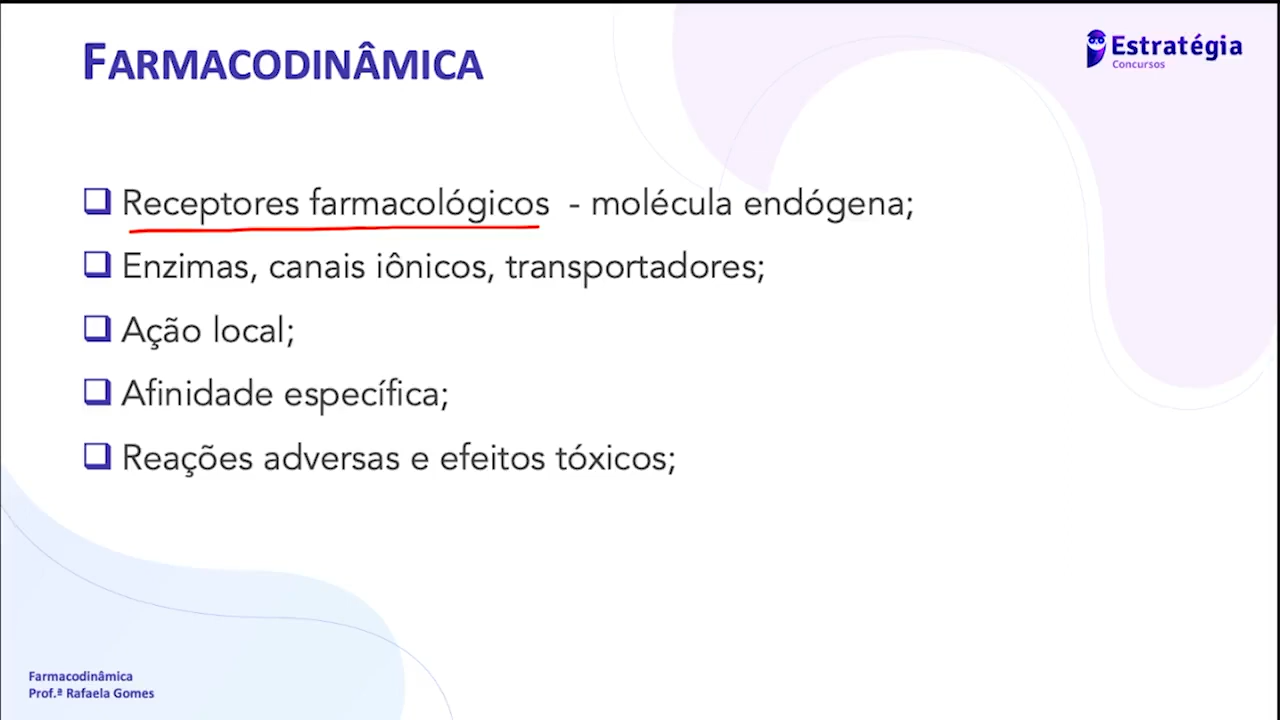 FARMACODINÂMICA
Estratégia
Concursos
Receptores farmacológicos - molécula endógena;
Enzimas, canais iônicos, transportadores;
Ação local;
Afinidade específica;
Reações adversas e efeitos tóxicos;
Farmacodinâmica
Prof.ª Rafaela Gomes